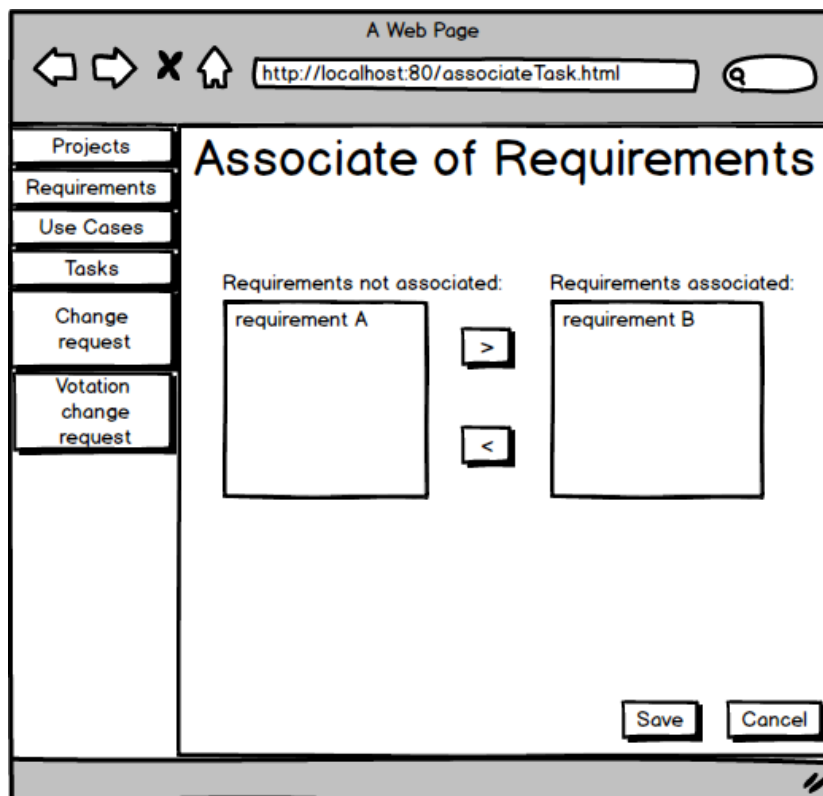 A Web Page
http://localhost:80/associateTask.html
Projects
Requirements
Use Cases
Tasks
Change
request
Votation
change
request
Associate of Requirements
Requirements not associated:
requirement A
>
<
Requirements associated:
requirement B
Save
Cancel